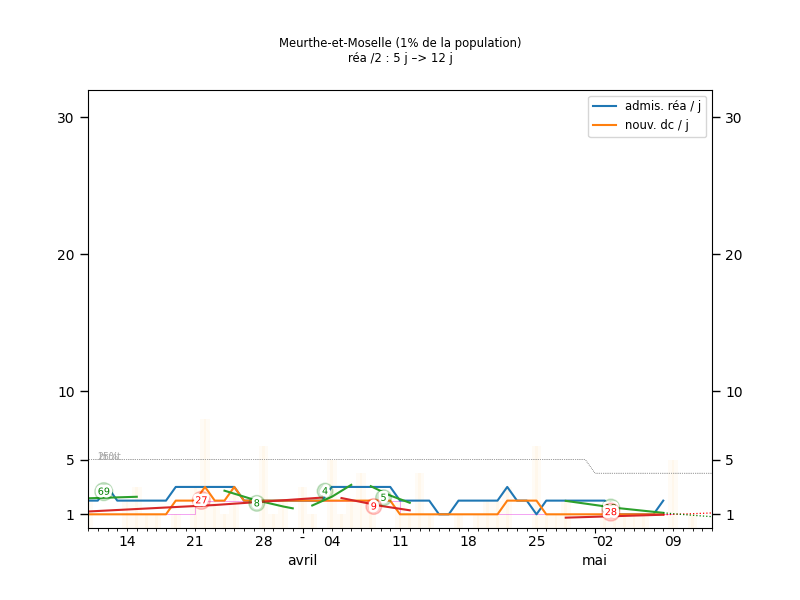 Meurthe-et-Moselle (1% de la population)
réa /2 : 5 j –> 12 j
admis. réa / j
nouv. dc / j
30 30
20 20
10 10
5 5
1 1
69
27
8
4
5
9
28
14 21 28 04 11 18 25 02 09
avril mai